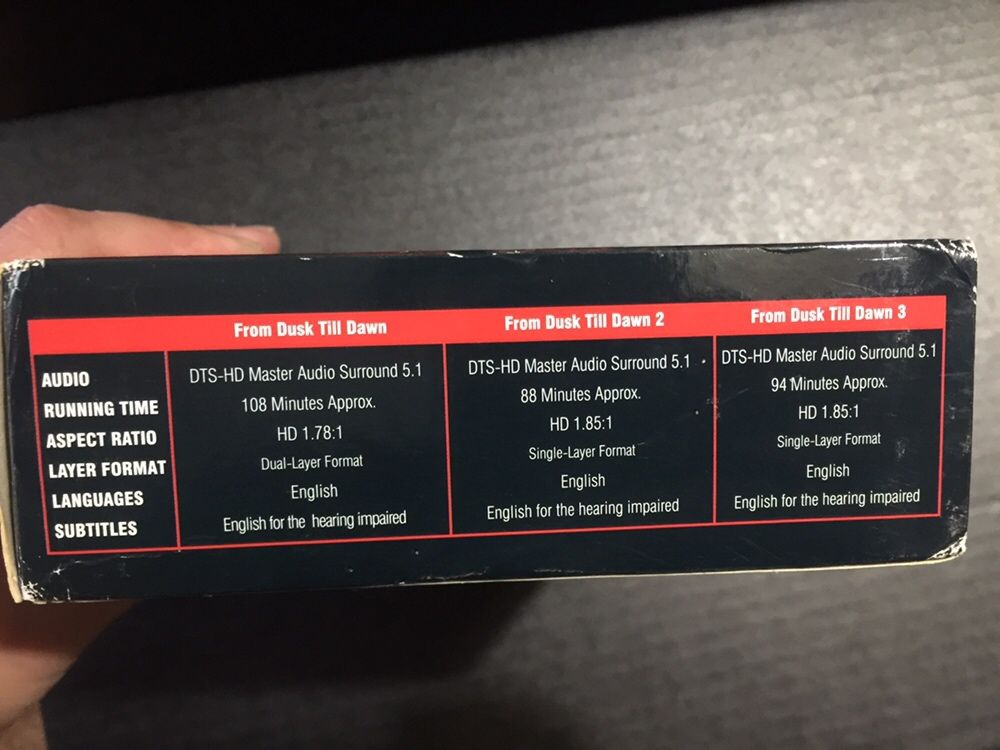 From Dusk Till Dawn From Dusk Till Dawn 2 From Dusk Till Dawn 3
AUDIO DTS-HD Master Audio Surround 5.1 DTS-HD Master Audio Surround 5.1 DTS-HD Master Audio Surround 5.1
RUNNING TIME 108 Minutes Approx. 88 Minutes Approx. 94 Minutes Approx.
ASPECT RATIO HD 1.78:1 HD 1.85:1 HD 1.85:1
LAYER FORMAT Dual-Layer Format Single-Layer Format Single-Layer Format
LANGUAGES English English English
SUBTITLES English for the hearing impaired English for the hearing impaired English for the hearing impaired